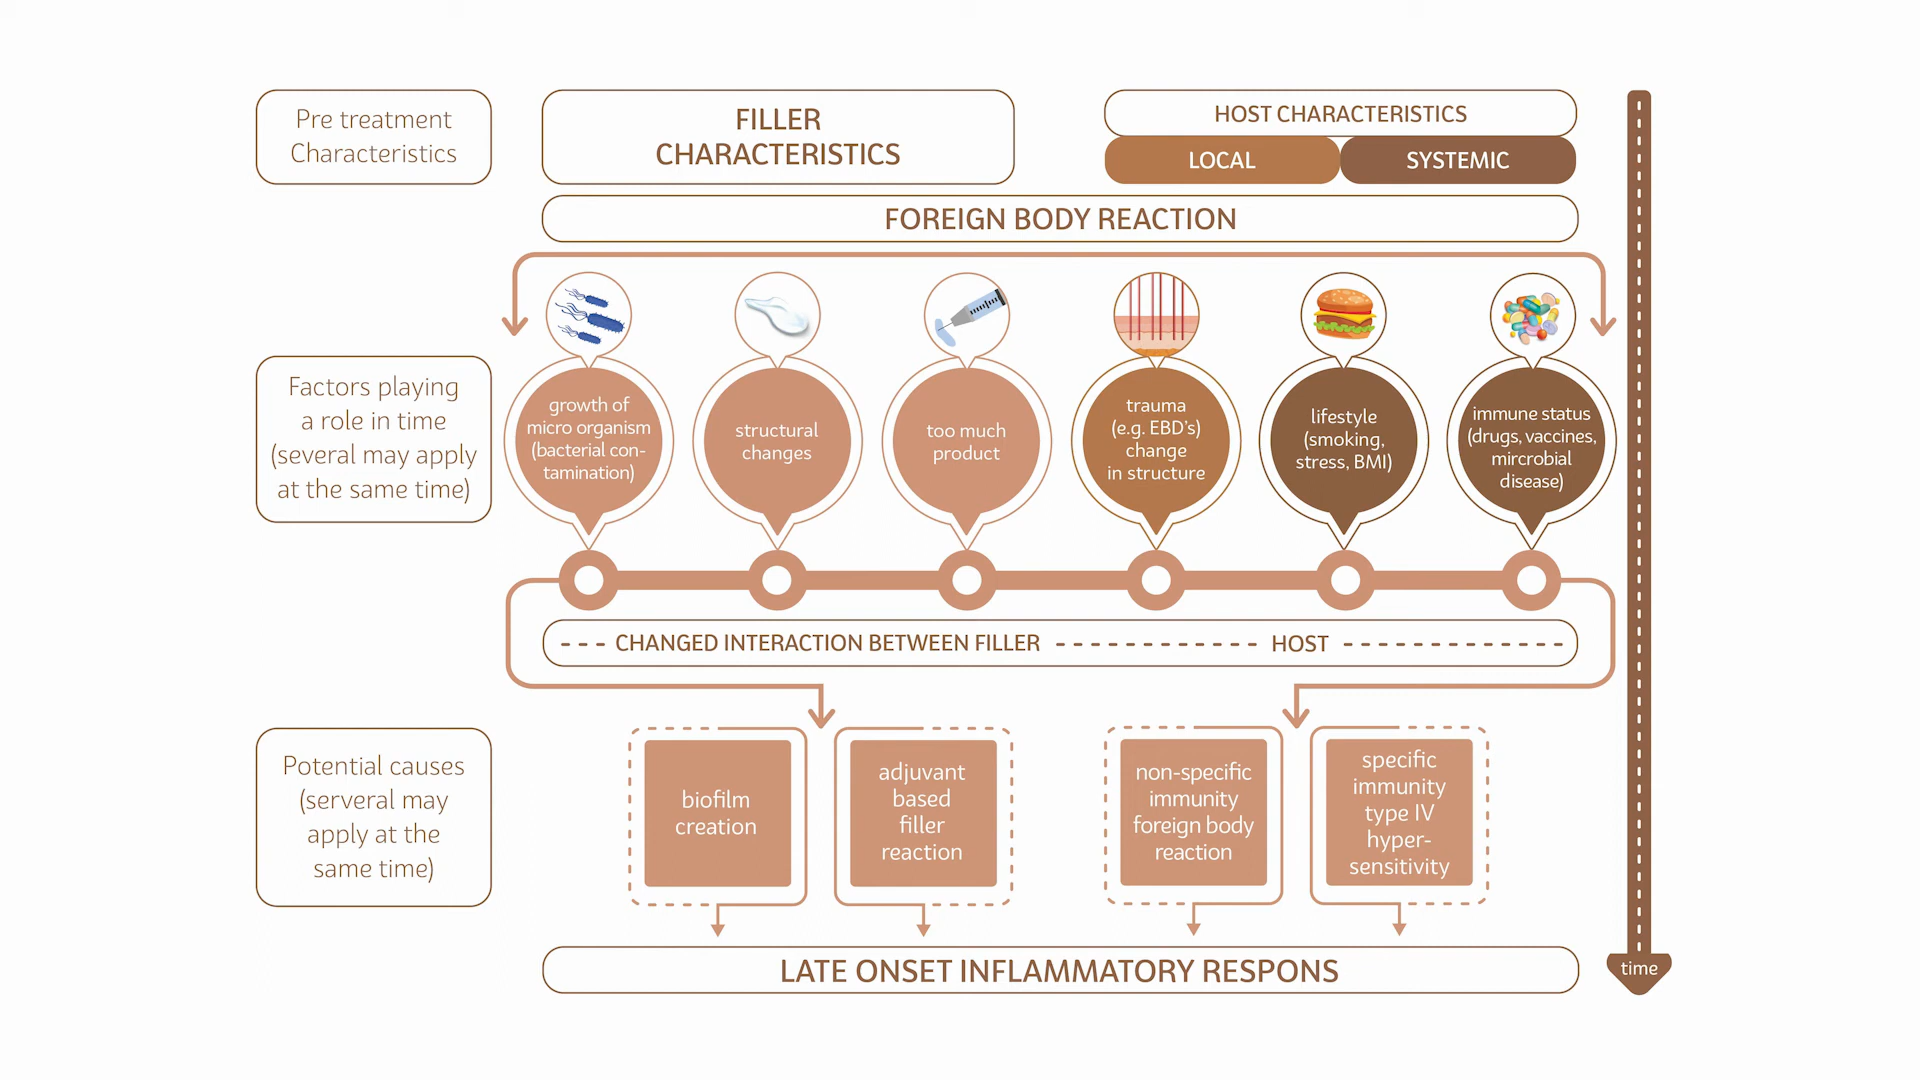 Pre treatment
Characteristics
FILLER
CHARACTERISTICS
HOST CHARACTERISTICS
LOCAL
SYSTEMIC
FOREIGN BODY REACTION
Factors playing
a role in time
(several may apply
at the same time)
growth of
micro organism
(bacterial con-
tamination)
structural
changes
too much
product
trauma
(e.g. EBD's)
change
in structure
lifestyle
(smoking,
stress, BMI)
immune status
(drugs, vaccines,
mircrobial
disease)
CHANGED INTERACTION BETWEEN FILLER
HOST
Potential causes
(serveral may
apply at the
same time)
biofilm
creation
adjuvant
based
filler
reaction
non-specific
immunity
foreign body
reaction
specific
immunity
type IV
hyper-
sensitivity
LATE ONSET INFLAMMATORY RESPONS
time